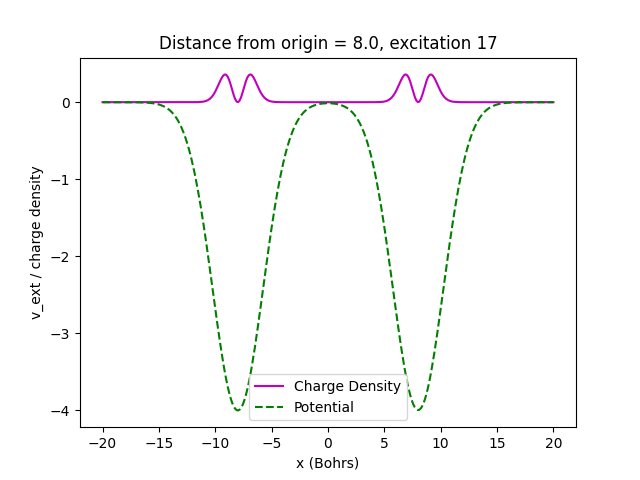 Distance from origin = 8.0, excitation 17
0
−1
−2
−3
−4
v_ext / charge density
Charge Density
Potential
−20
−15
−10
−5
0
5
10
15
20
x (Bohrs)